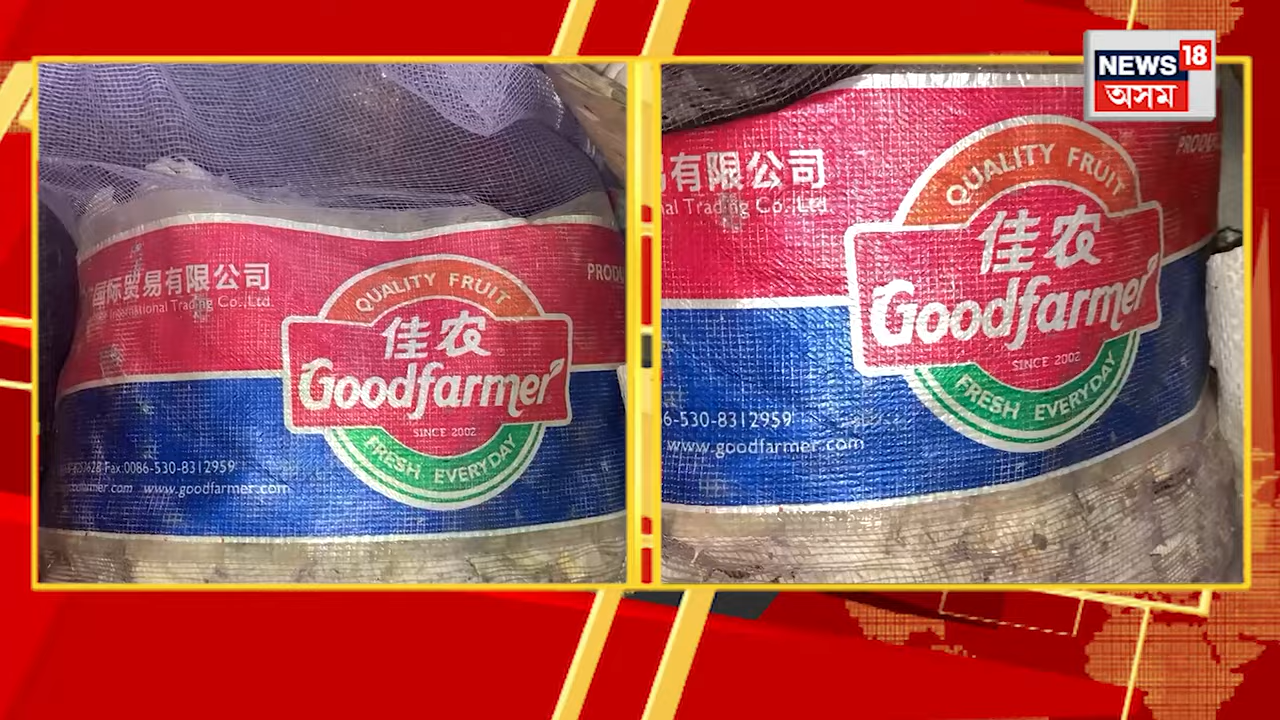 NEWS 18
অসম
国际贸易有限公司
International Trading Co., Ltd.
QUALITY FRUIT
佳农
Goodfarmer
SINCE 2002
FRESH EVERYDAY
Fax:0086-530-8312959
www.goodfarmer.com
有限公司
Trading Co., Ltd.
QUALITY FRUIT
佳农
Goodfarmer
SINCE 2002
FRESH EVERYDAY
6-530-8312959
www.goodfarmer.com